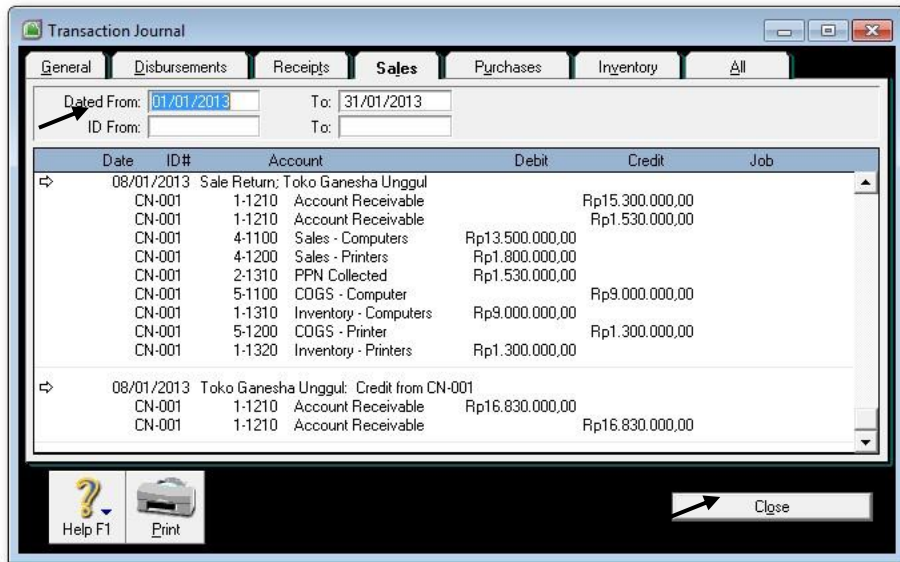 Transaction Journal
General Disbursements Receipts Sales Purchases Inventory All
Dated From: 01/01/2013 To: 31/01/2013
ID From: To:
Date ID# Account Debit Credit Job
08/01/2013 Sale Return; Toko Ganesha Unggul
CN-001 1-1210 Account Receivable Rp15.300.000,00
CN-001 1-1210 Account Receivable Rp1.530.000,00
CN-001 4-1100 Sales - Computers Rp13.500.000,00
CN-001 4-1200 Sales - Printers Rp1.800.000,00
CN-001 2-1310 PPN Collected Rp1.530.000,00
CN-001 5-1100 COGS - Computer Rp9.000.000,00
CN-001 1-1310 Inventory - Computers Rp9.000.000,00
CN-001 5-1200 COGS - Printer Rp1.300.000,00
CN-001 1-1320 Inventory - Printers Rp1.300.000,00
08/01/2013 Toko Ganesha Unggul: Credit from CN-001
CN-001 1-1210 Account Receivable Rp16.830.000,00
CN-001 1-1210 Account Receivable Rp16.830.000,00
Help F1 Print Close